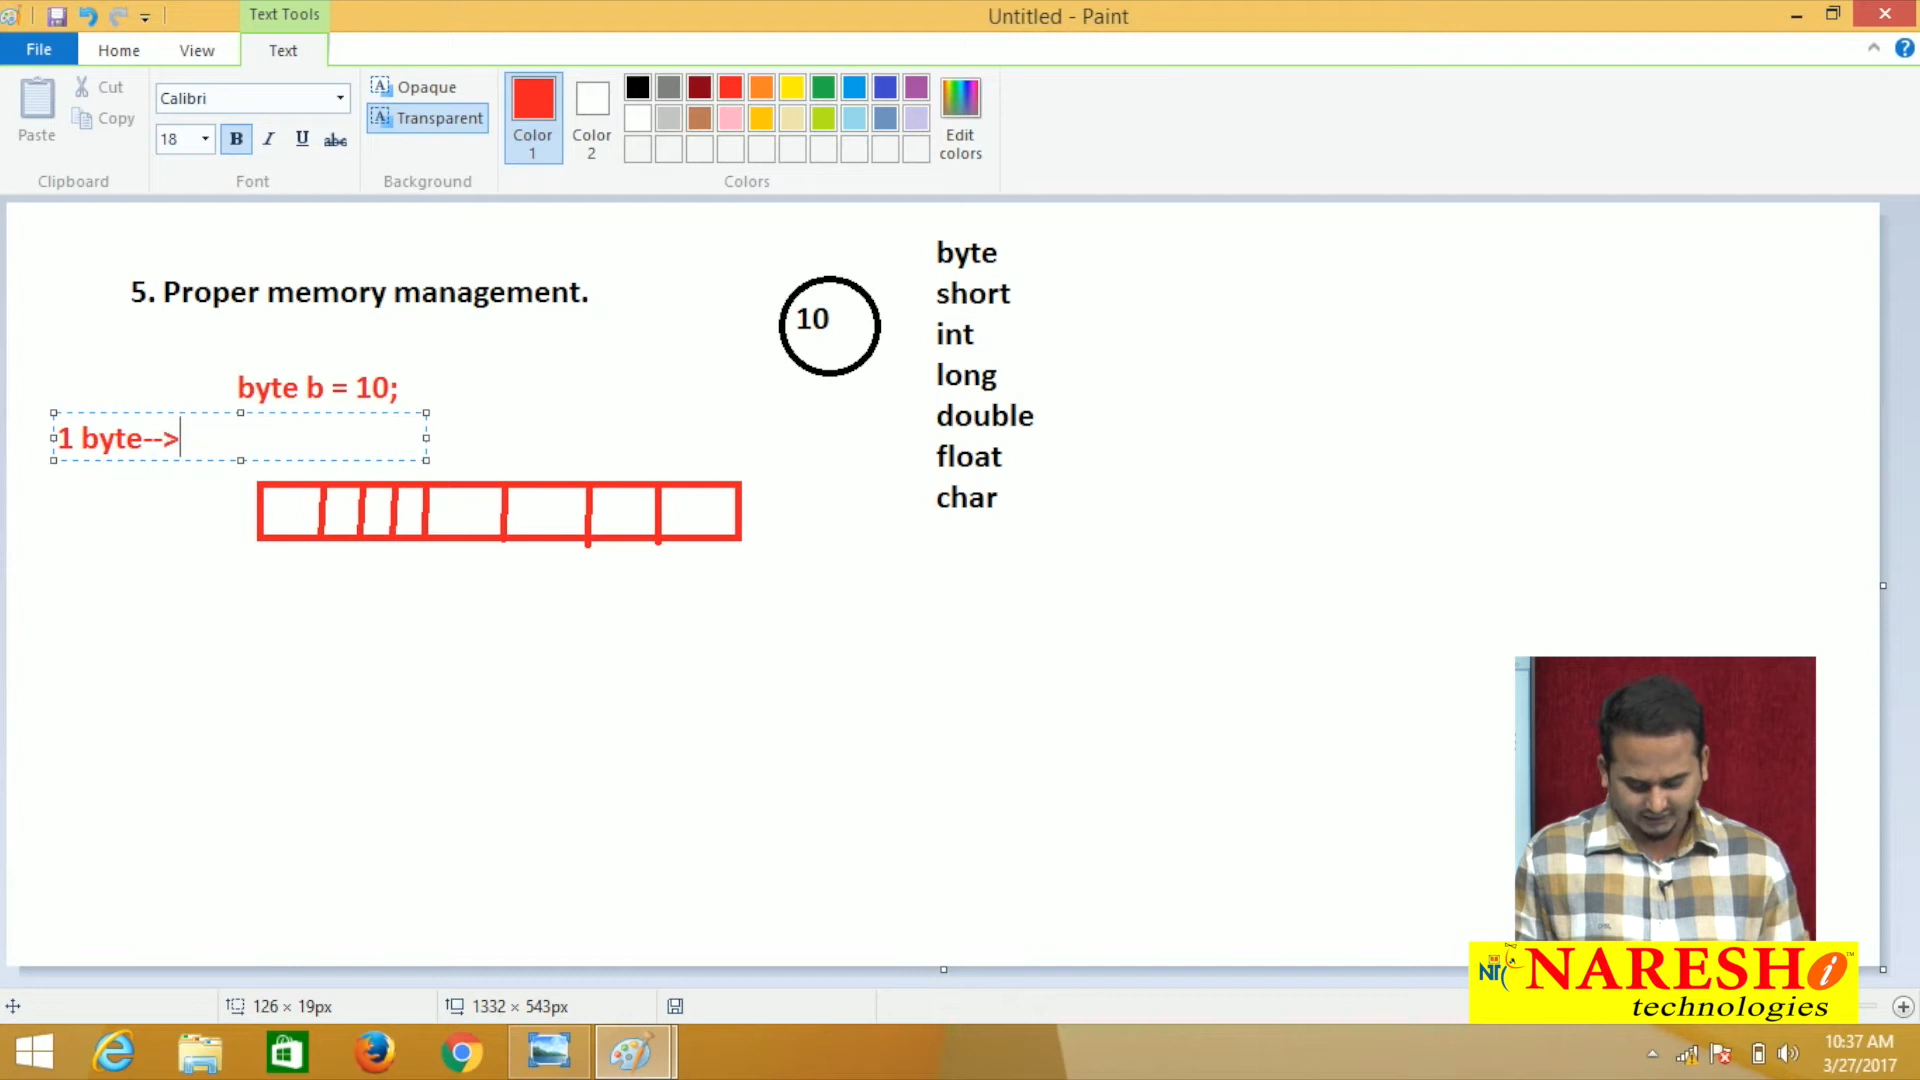 Text Tools
Untitled - Paint
File
Home
View
Text
Paste
Cut
Copy
Clipboard
Calibri
18
B
I
U
abc
Font
A Opaque
A Transparent
Background
Color
1
Color
2
Edit
colors
Colors
5. Proper memory management.
10
byte
short
int
long
double
float
char
byte b = 10;
1 byte-->
NARESH i ™
technologies
126 × 19px
1332 × 543px
10:37 AM
3/27/2017